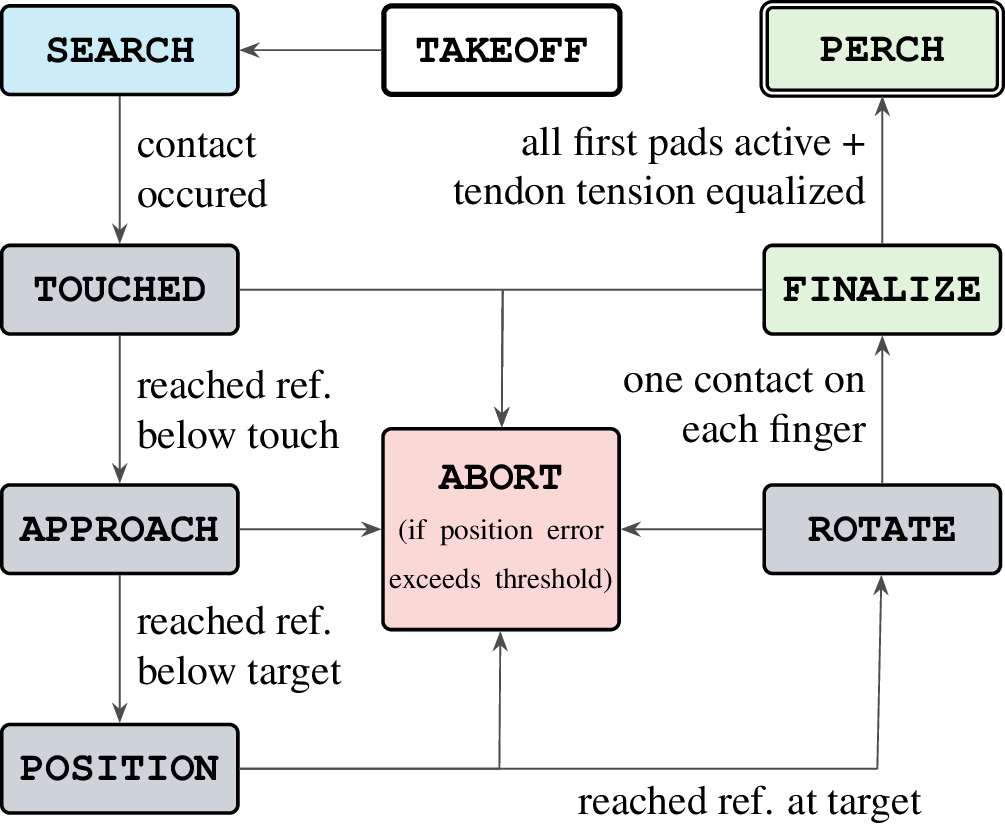 SEARCH
TAKEOFF
PERCH
contact
occured
all first pads active +
tendon tension equalized
TOUCHED
FINALIZE
reached ref.
below touch
one contact on
each finger
ABORT
(if position error
exceeds threshold)
APPROACH
ROTATE
reached ref.
below target
POSITION
reached ref. at target